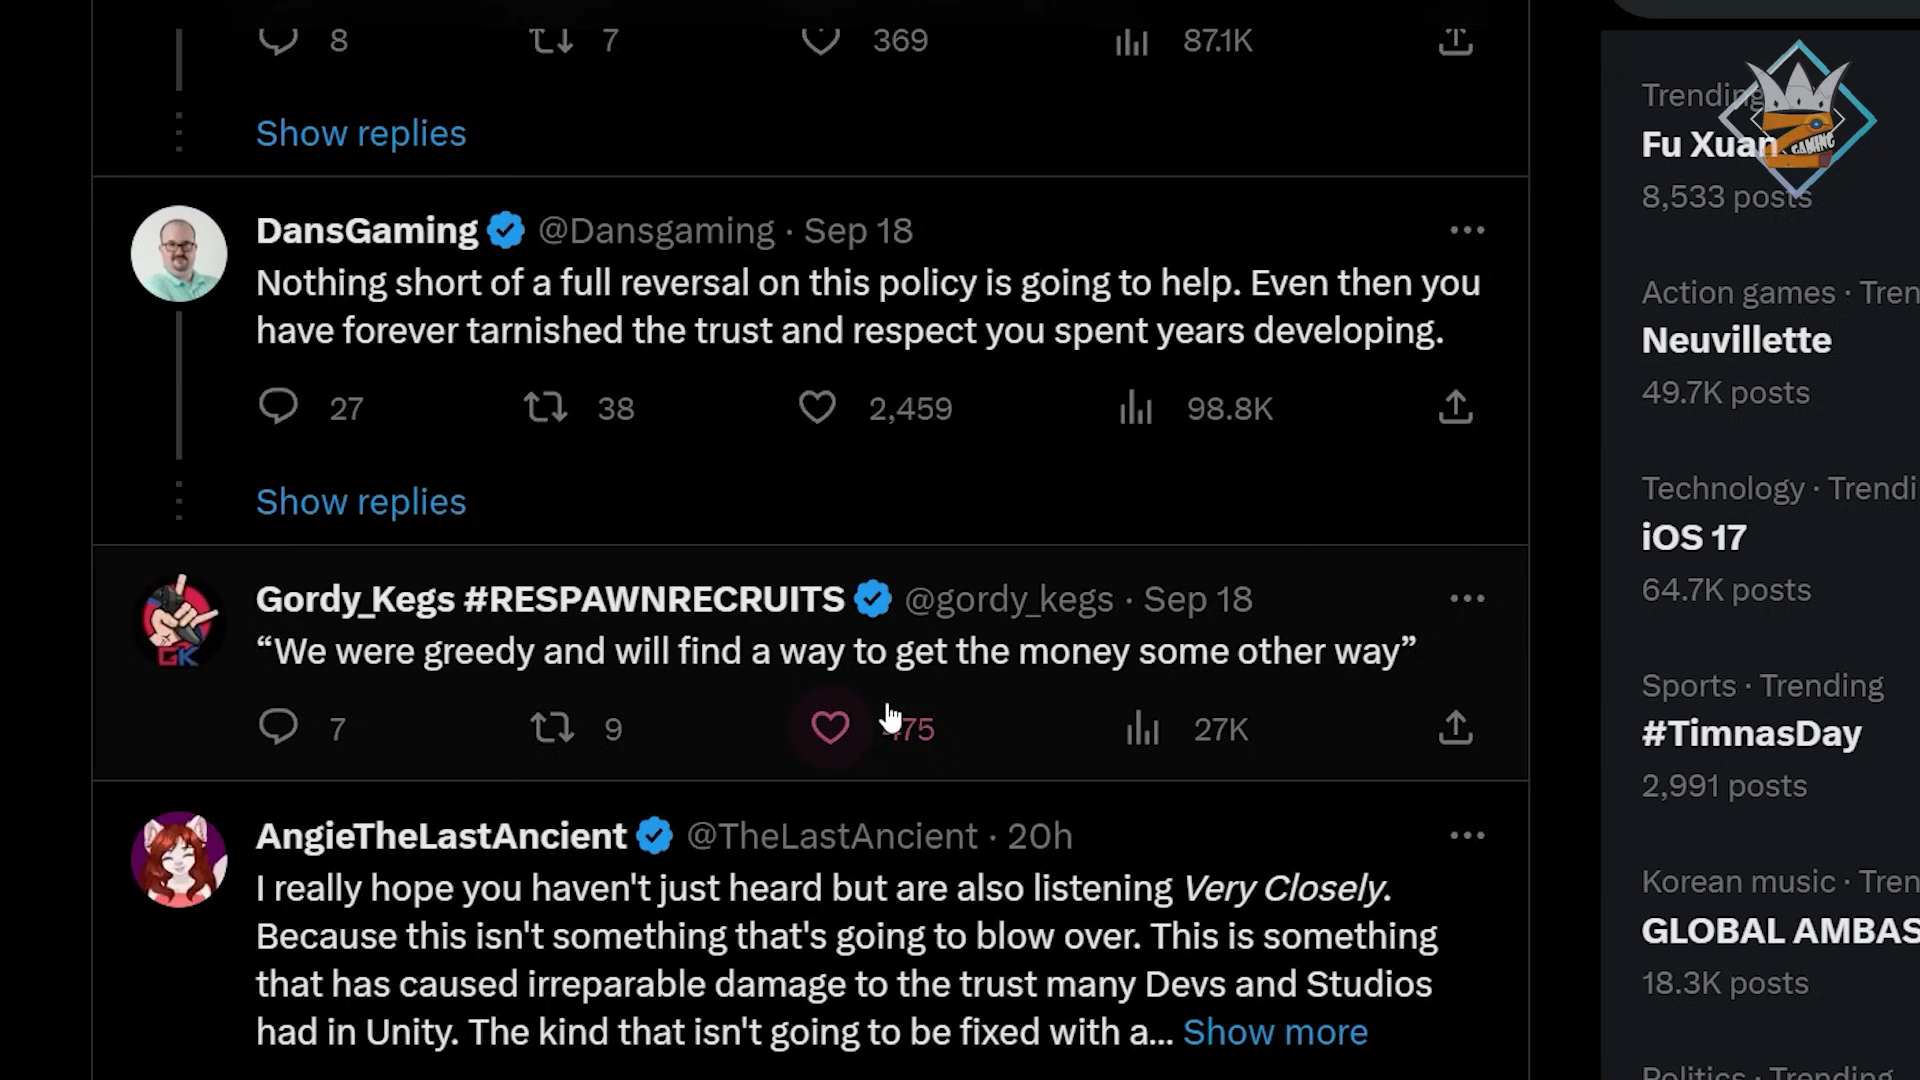 8 7 369 87.1K
Show replies
DansGaming @Dansgaming · Sep 18
Nothing short of a full reversal on this policy is going to help. Even then you
have forever tarnished the trust and respect you spent years developing.
27 38 2,459 98.8K
Show replies
Gordy_Kegs #RESPAWNRECRUITS @gordy_kegs · Sep 18
“We were greedy and will find a way to get the money some other way”
7 9 27K
GK
AngieTheLastAncient @TheLastAncient · 20h
I really hope you haven't just heard but are also listening Very Closely.
Because this isn't something that's going to blow over. This is something
that has caused irreparable damage to the trust many Devs and Studios
had in Unity. The kind that isn't going to be fixed with a... Show more
Trending
Fu Xuan
8,533 posts
GAMING
Action games · Tren
Neuvillette
49.7K posts
Technology · Trendi
iOS 17
64.7K posts
Sports · Trending
#TimnasDay
2,991 posts
Korean music · Tren
GLOBAL AMBAS
18.3K posts
Politics · Trending